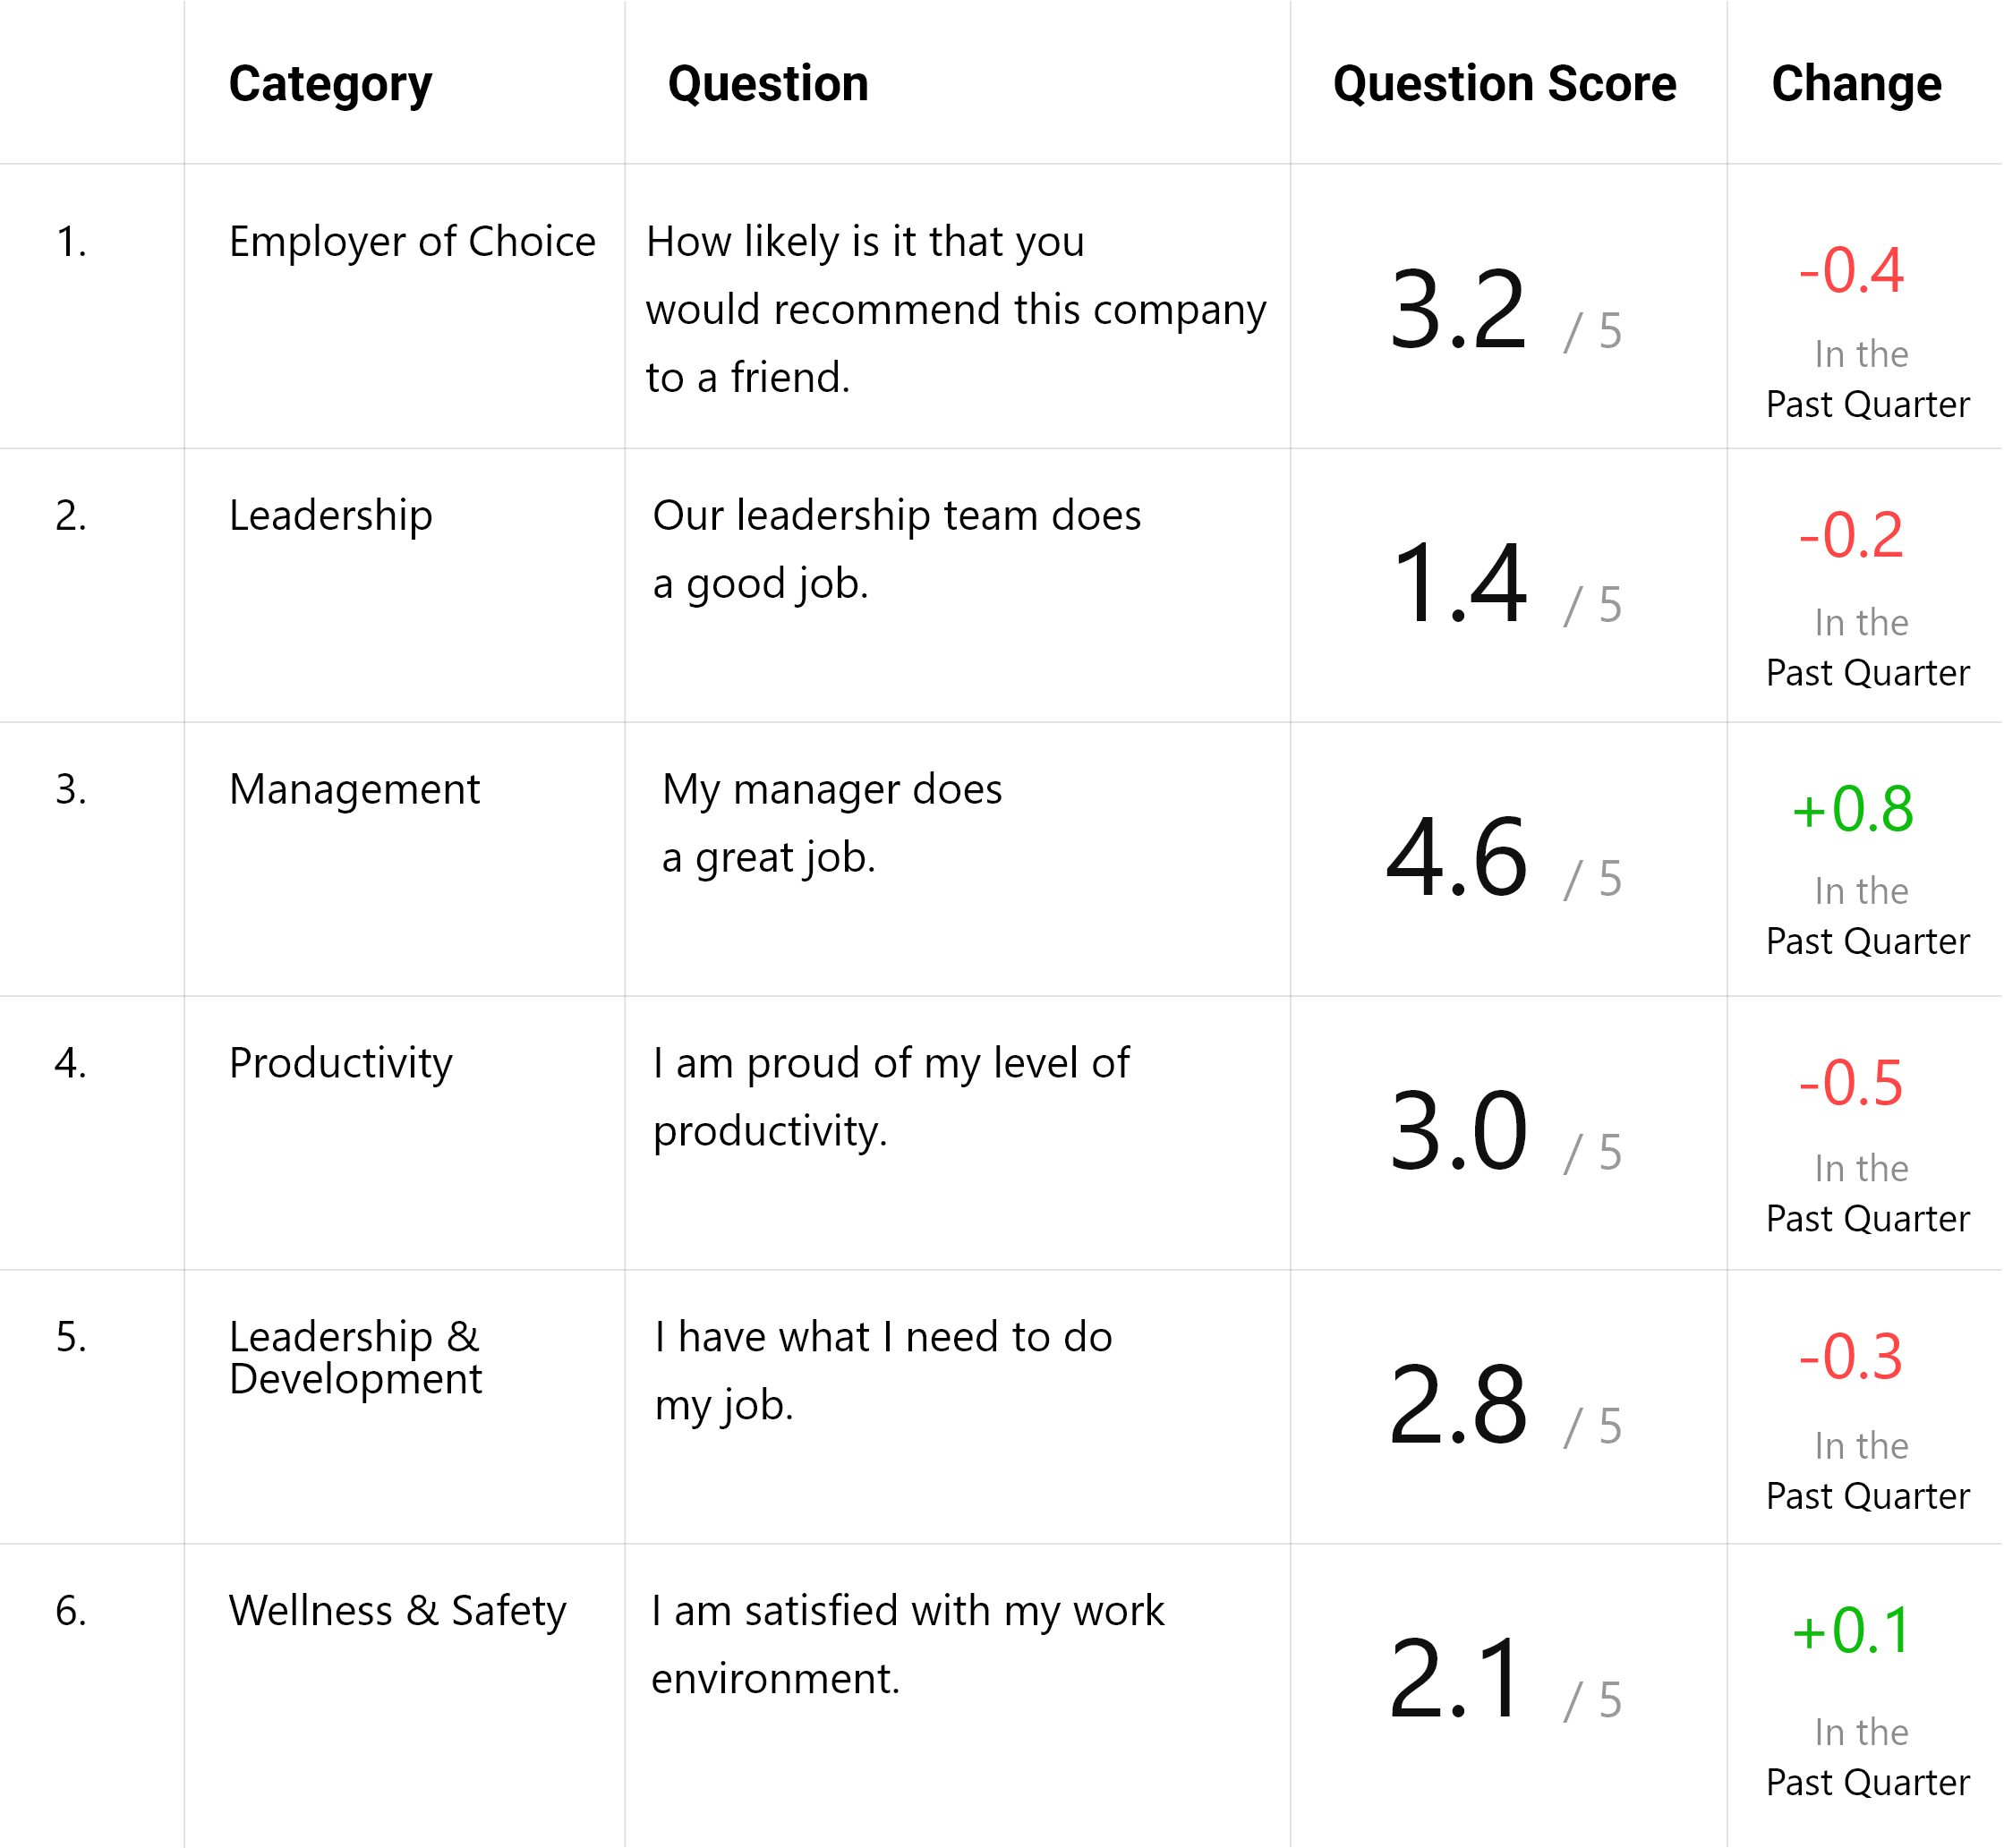 Category Question Question Score Change
1. Employer of Choice How likely is it that you
would recommend this company
to a friend.
3.2 / 5
-0.4
In the
Past Quarter
2. Leadership Our leadership team does
a good job.
1.4 / 5
-0.2
In the
Past Quarter
3. Management My manager does
a great job.
4.6 / 5
+0.8
In the
Past Quarter
4. Productivity I am proud of my level of
productivity.
3.0 / 5
-0.5
In the
Past Quarter
5. Leadership &
Development
I have what I need to do
my job.
2.8 / 5
-0.3
In the
Past Quarter
6. Wellness & Safety I am satisfied with my work
environment.
2.1 / 5
+0.1
In the
Past Quarter